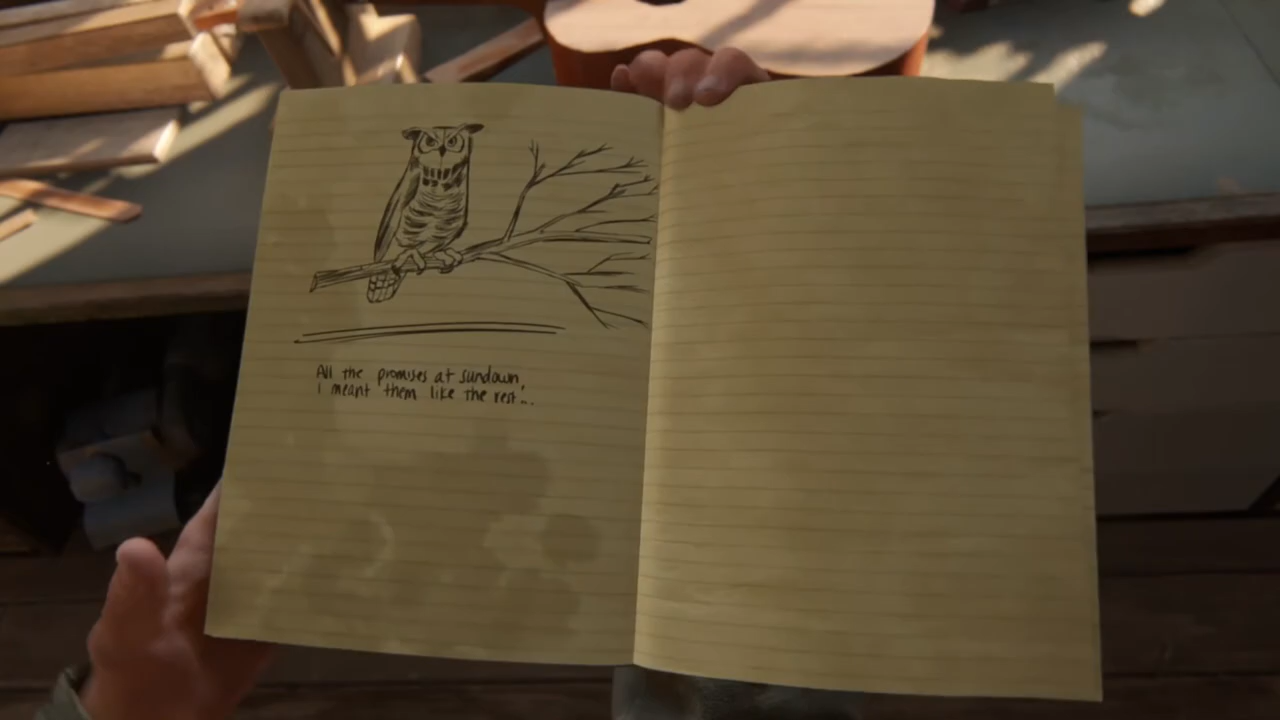 All the promises at sundown,
i meant them like the rest...